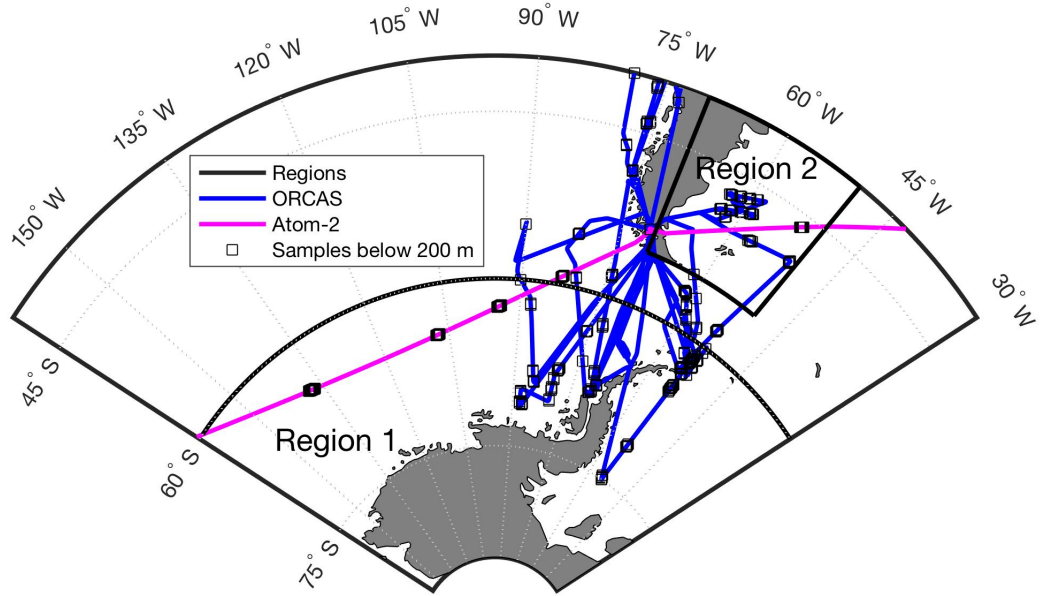 90° W
105° W
75° W
120° W
60° W
135° W
45° W
150° W
30° W
Regions
ORCAS
Atom-2
Samples below 200 m
Region 2
45° S
Region 1
60° S
75° S